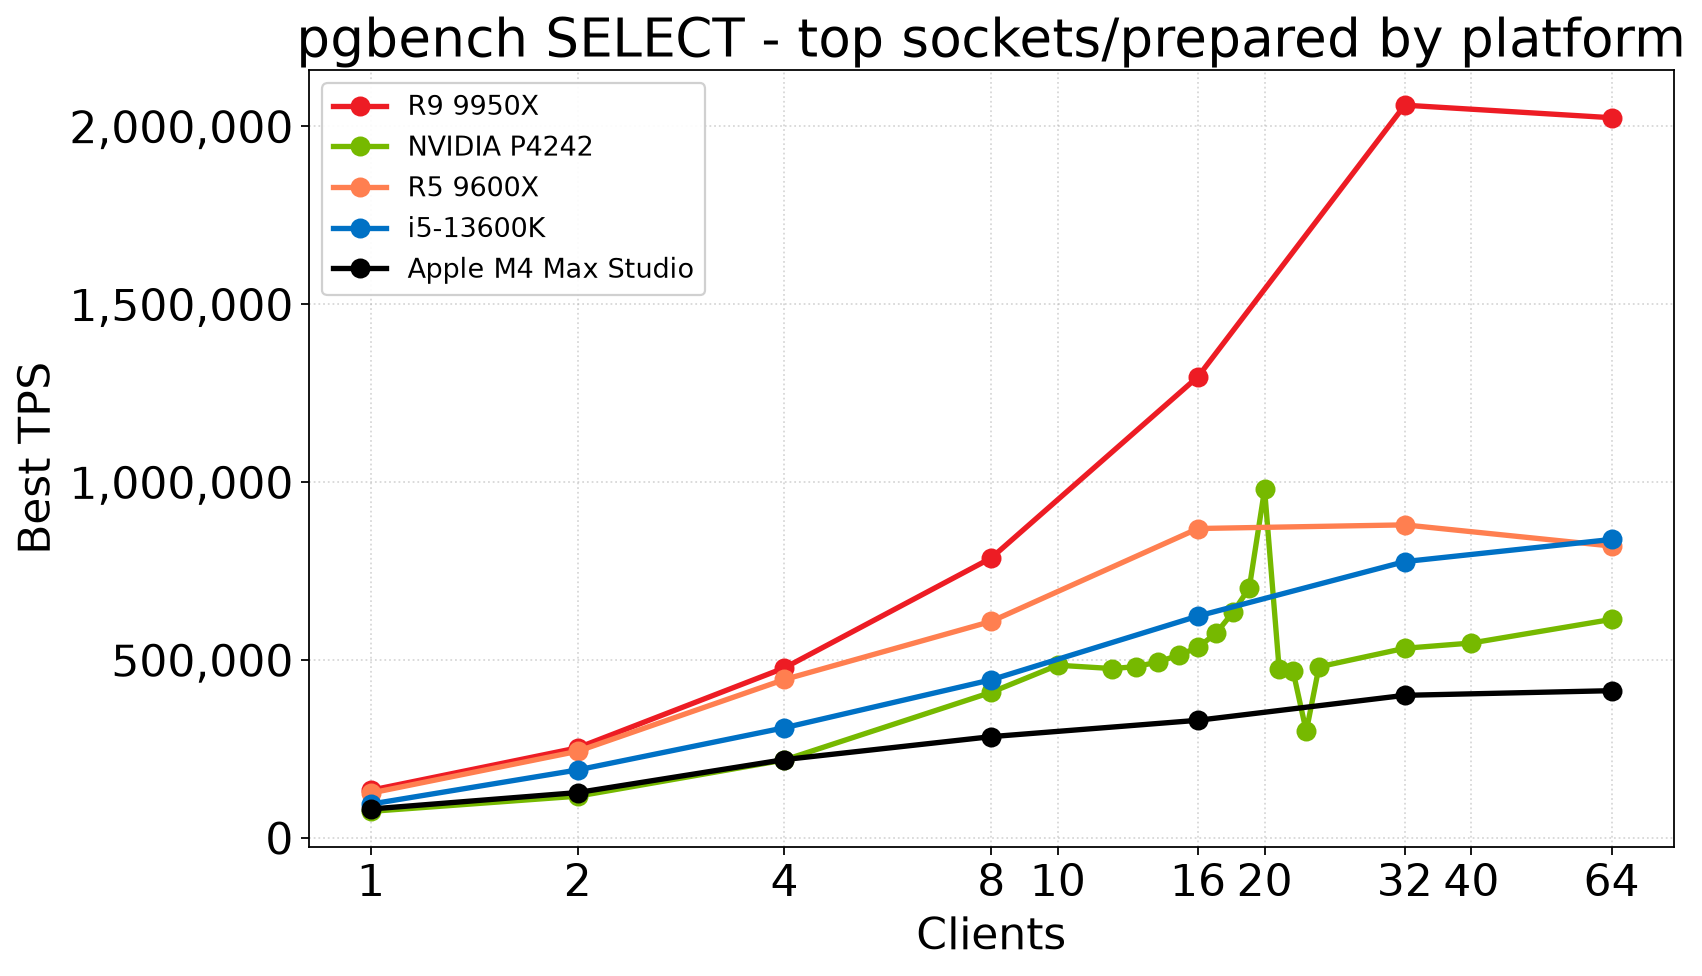 pgbench SELECT - top sockets/prepared by platform
R9 9950X
NVIDIA P4242
R5 9600X
i5-13600K
Apple M4 Max Studio
Best TPS
2,000,000
1,500,000
1,000,000
500,000
0
1 2 4 8 10 16 20 32 40 64
Clients